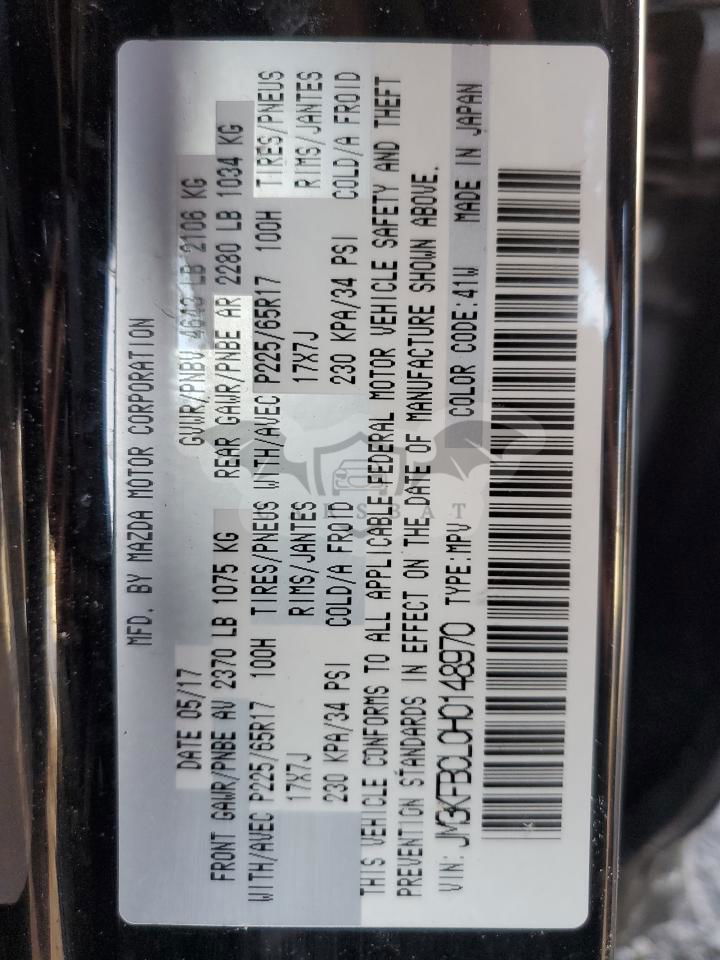 MFD. BY MAZDA MOTOR CORPORATION
DATE 05/17 GVWR/PNBV 4643 LB 2106 KG
FRONT GAWR/PNBE AV 2370 LB 1075 KG REAR GAWR/PNBE AR 2280 LB 1034 KG
WITH/AVEC P225/65R17 100H TIRES/PNEUS WITH/AVEC P225/65R17 100H TIRES/PNEUS
17X7J RIMS/JANTES 17X7J RIMS/JANTES
230 KPA/34 PSI COLD/A FROID 230 KPA/34 PSI COLD/A FROID
THIS VEHICLE CONFORMS TO ALL APPLICABLE FEDERAL MOTOR VEHICLE SAFETY AND THEFT
PREVENTION STANDARDS IN EFFECT ON THE DATE OF MANUFACTURE SHOWN ABOVE.
VIN: JM3KFBCL0H0148970 TYPE:MPV COLOR CODE:41W MADE IN JAPAN